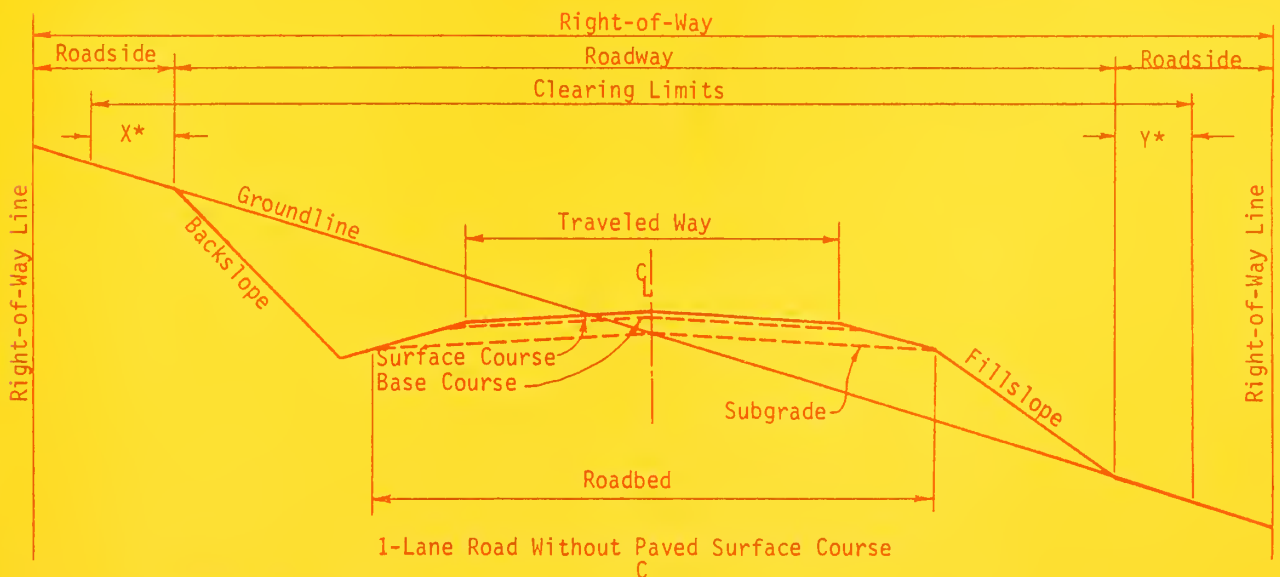 Right-of-Way
Roadside
Roadway
Roadside
Clearing Limits
X*
Y*
Right-of-Way Line
Groundline
Backslope
Traveled Way
℄
Surface Course
Base Course
Subgrade
Fillslope
Right-of-Way Line
Roadbed
1-Lane Road Without Paved Surface Course
C